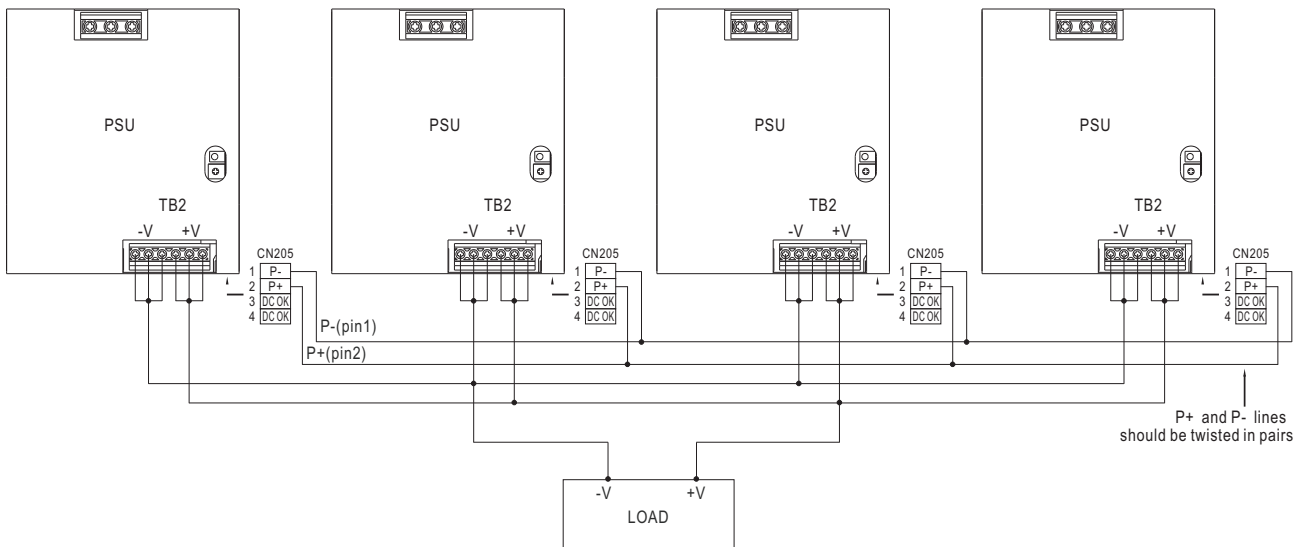 PSU PSU PSU PSU
TB2 TB2 TB2 TB2
-V +V -V +V -V +V -V +V
CN205 CN205 CN205 CN205
1 P- 1 P- 1 P- 1 P-
2 P+ 2 P+ 2 P+ 2 P+
3 DC OK 3 DC OK 3 DC OK 3 DC OK
4 DC OK 4 DC OK 4 DC OK 4 DC OK
P-(pin1)
P+(pin2)
P+ and P- lines
should be twisted in pairs
-V +V
LOAD